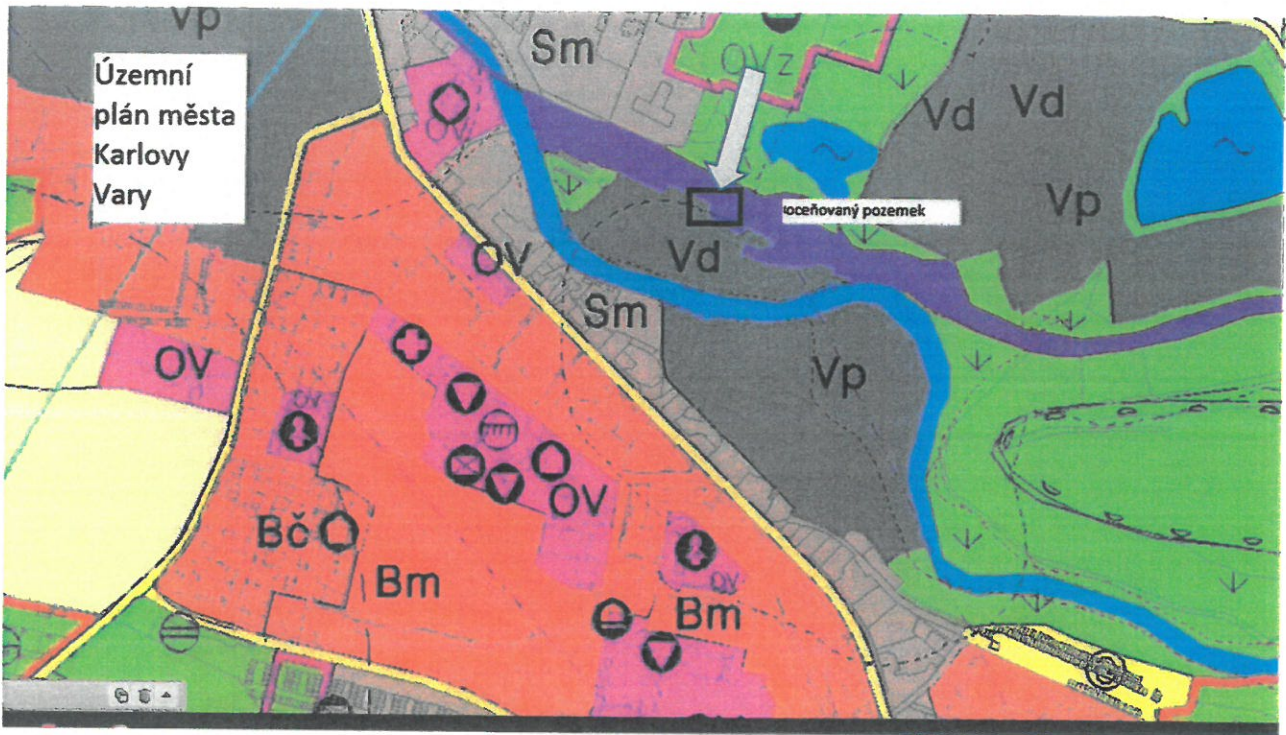 Vp
Územní
plán města
Karlovy
Vary
Sm
OVz
OV
Vd
Vd
Vp
oceňovaný pozemek
OV
Vd
Sm
OV
Vp
OV
OV
Bč
Bm
OV
Bm